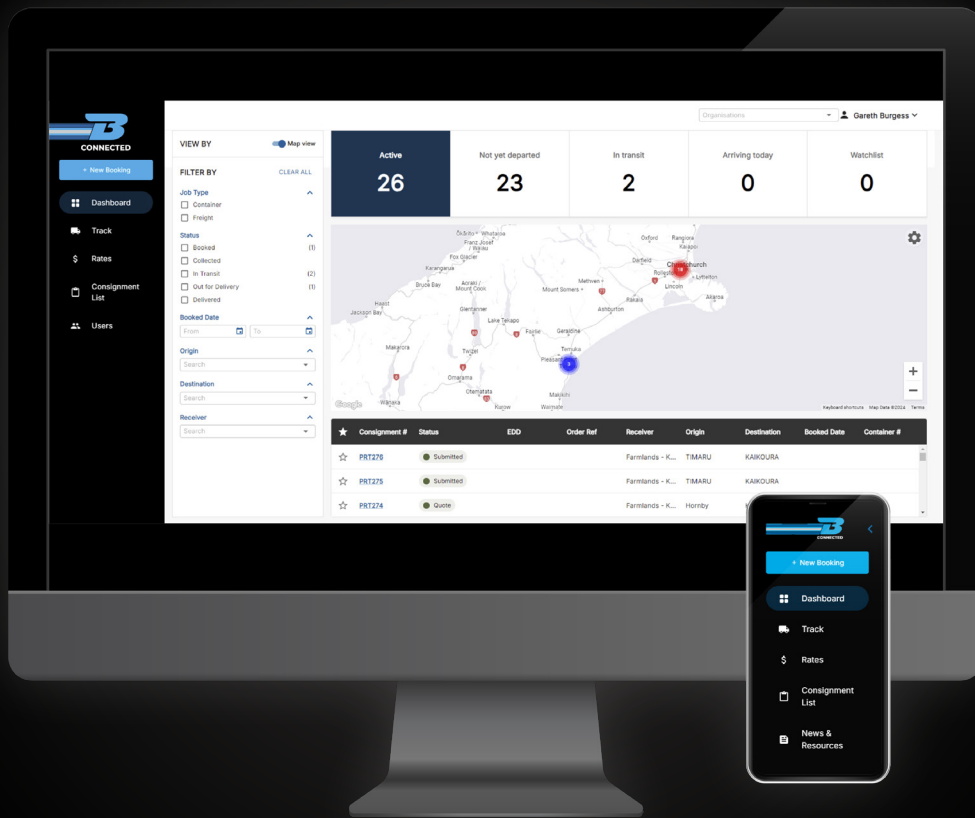 B
CONNECTED
+ New Booking
Dashboard
Track
$ Rates
Consignment
List
Users
VIEW BY
Map view
FILTER BY
CLEAR ALL
Job Type
Container
Freight
Status
Booked (1)
Collected
In Transit (2)
Out for Delivery (1)
Delivered
Booked Date
From
To
Origin
Search
Destination
Search
Receiver
Search
Organisations
Gareth Burgess
Active
26
Not yet departed
23
In transit
2
Arriving today
0
Watchlist
0
Whataroa
Franz Josef
/ Waiau
Fox Glacier
Karangarua
Bruce Bay
Aoraki /
Mount Cook
Haast
Jackson Bay
Glentanner
Lake Tekapo
Makarora
Twizel
Omarama
Otematata
Wānaka
Kurow
Waimate
Makikihi
Temuka
Geraldine
Fairlie
Mount Somers
Methven
Ashburton
Rakaia
Darfield
Oxford
Rangiora
Kaiapoi
Lincoln
Lyttelton
Akaroa
Google
+
−
Keyboard shortcuts
Map Data ©2024
Terms
Consignment # Status EDD Order Ref Receiver Origin Destination Booked Date Container #
PRT276 Submitted Farmlands - K... TIMARU KAIKOURA
PRT275 Submitted Farmlands - K... TIMARU KAIKOURA
PRT274 Quote Farmlands - K... Hornby
B
CONNECTED
+ New Booking
Dashboard
Track
$ Rates
Consignment
List
News &
Resources